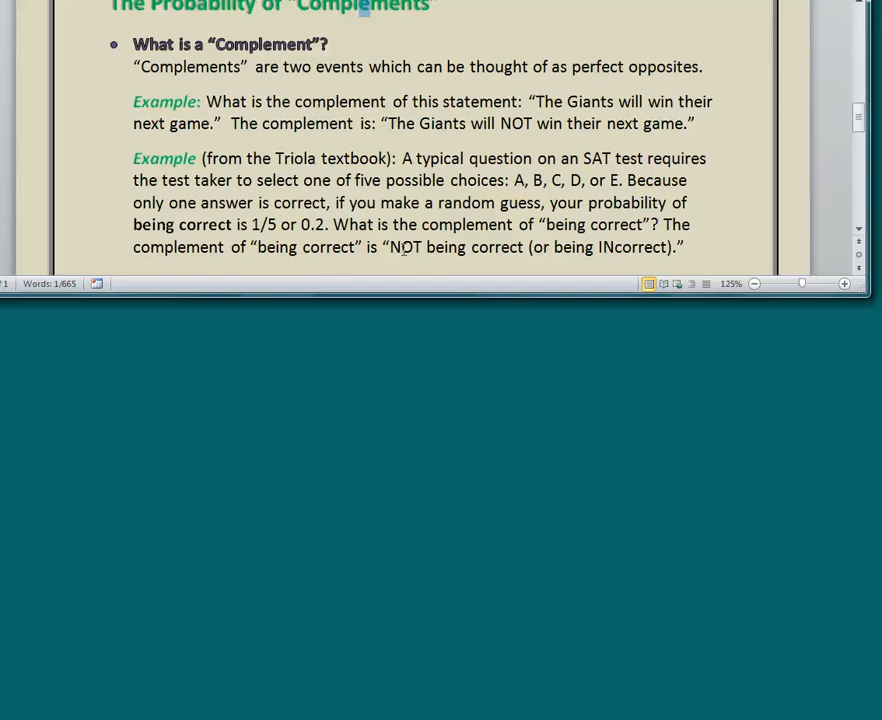 The Probability of “Complements”
• What is a “Complement”?
“Complements” are two events which can be thought of as perfect opposites.
Example: What is the complement of this statement: “The Giants will win their
next game.” The complement is: “The Giants will NOT win their next game.”
Example (from the Triola textbook): A typical question on an SAT test requires
the test taker to select one of five possible choices: A, B, C, D, or E. Because
only one answer is correct, if you make a random guess, your probability of
being correct is 1/5 or 0.2. What is the complement of “being correct”? The
complement of “being correct” is “NOT being correct (or being INcorrect).”
/1 Words: 1/665 125%